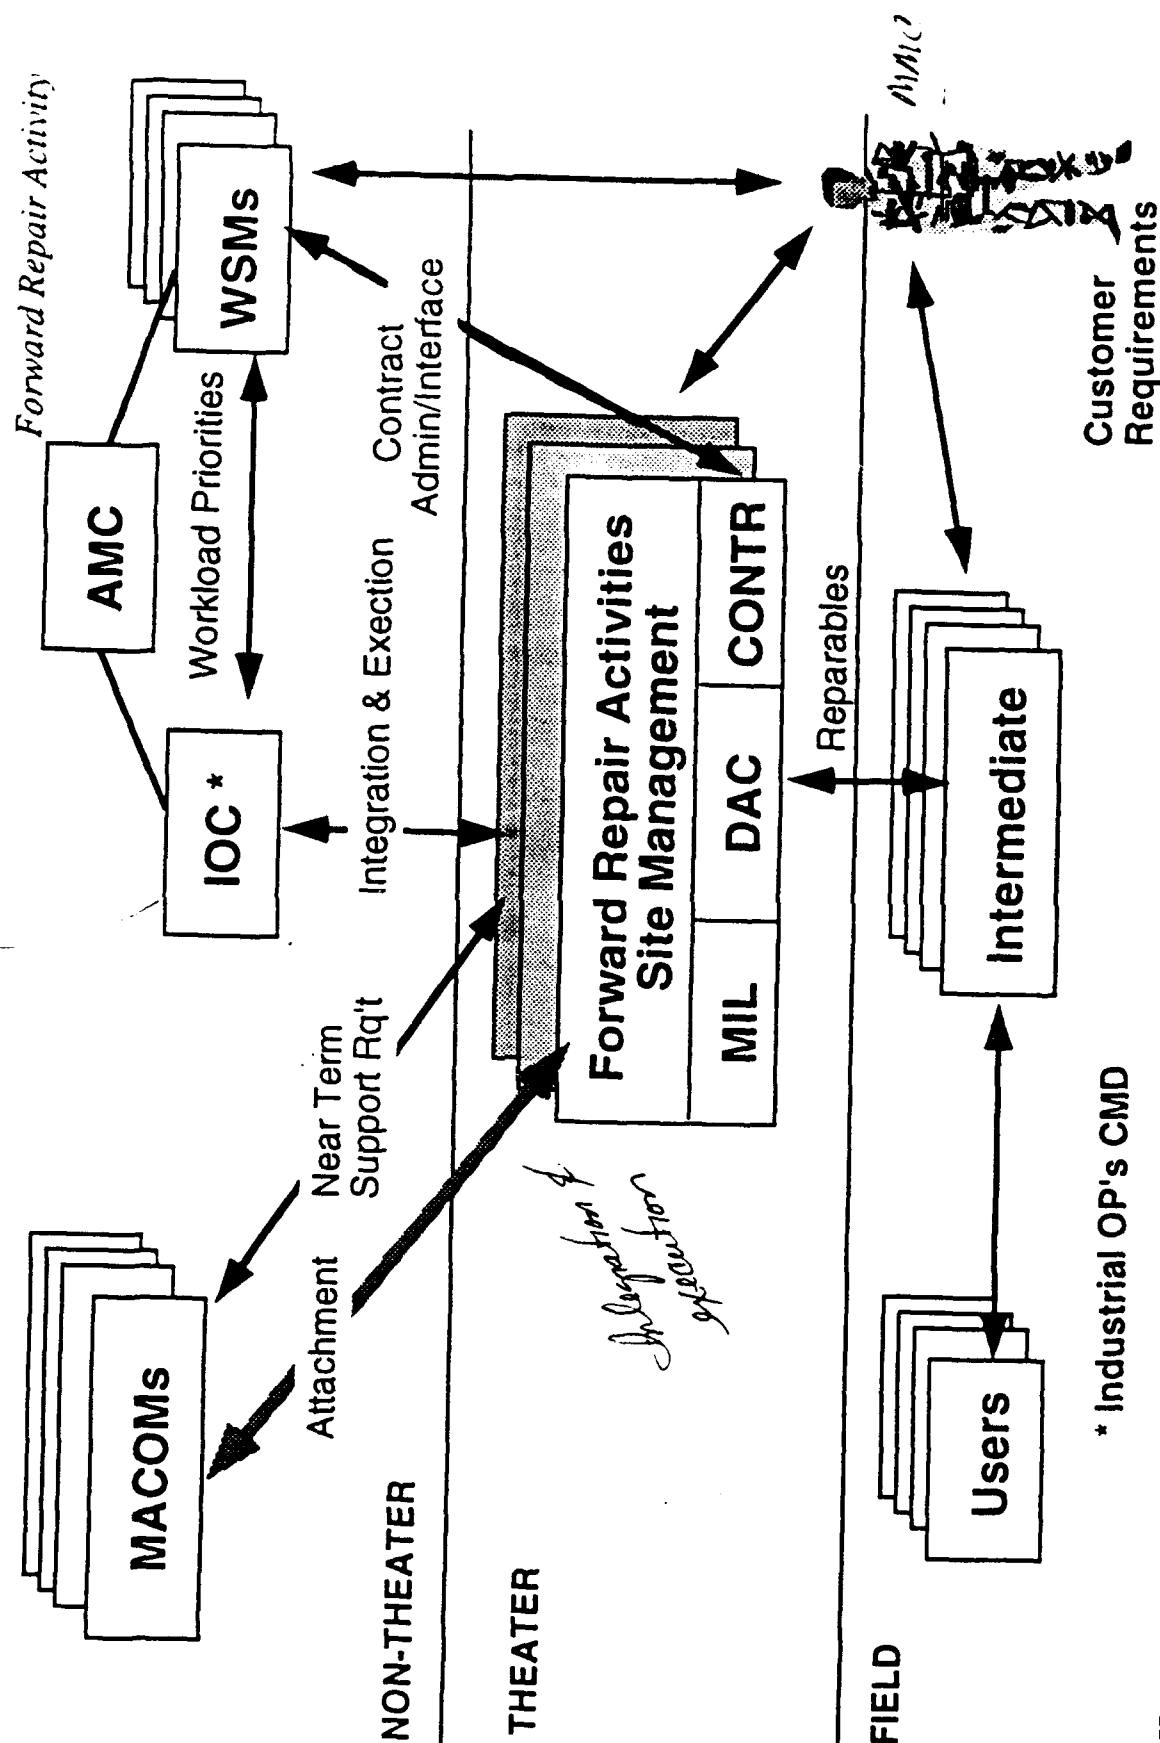 Forward Repair Activity
AMC
MACOMs
IOC *
Workload Priorities
WSMs
Attachment
Near Term
Support Rq't
Integration & Exection
Contract
Admin/Interface
NON-THEATER
THEATER
Integration &
execution
Forward Repair Activities
Site Management
MIL
DAC
CONTR
Reparables
FIELD
Users
Intermediate
Customer
Requirements
* Industrial OP's CMD